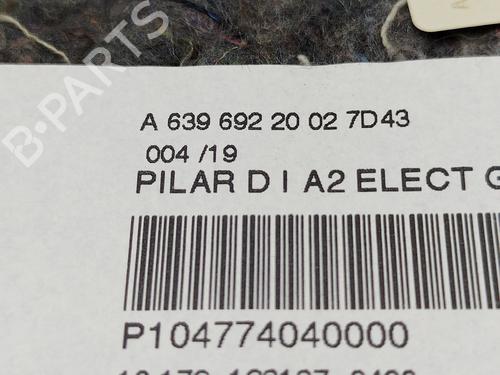 B-PARTS
A 639 692 20 02 7D43
004 /19
PILAR D I A2 ELECT G
P104774040000